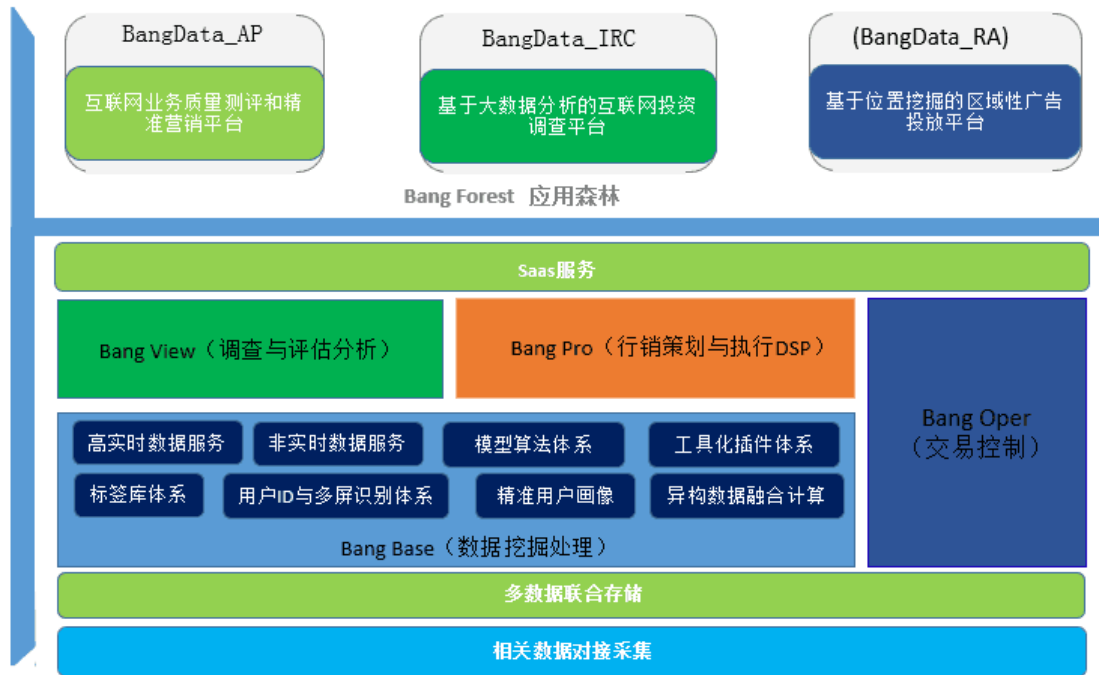 BangData_AP
互联网业务质量测评和精
准营销平台
BangData_IRC
基于大数据分析的互联网投资
调查平台
(BangData_RA)
基于位置挖掘的区域性广告
投放平台
Bang Forest 应用森林
Saas服务
Bang View（调查与评估分析）
Bang Pro（行销策划与执行DSP）
Bang Oper
（交易控制）
高实时数据服务
非实时数据服务
模型算法体系
工具化插件体系
标签库体系
用户ID与多屏识别体系
精准用户画像
异构数据融合计算
Bang Base（数据挖掘处理）
多数据联合存储
相关数据对接采集